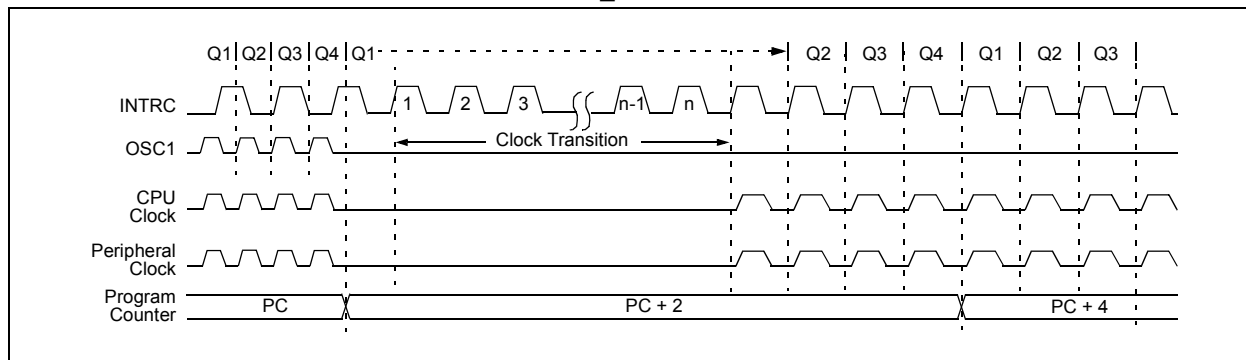 _
Q1 Q2 Q3 Q4 Q1 Q2 Q3 Q4 Q1 Q2 Q3
INTRC
1 2 3 n-1 n
OSC1
Clock Transition
CPU
Clock
Peripheral
Clock
Program
Counter
PC PC + 2 PC + 4